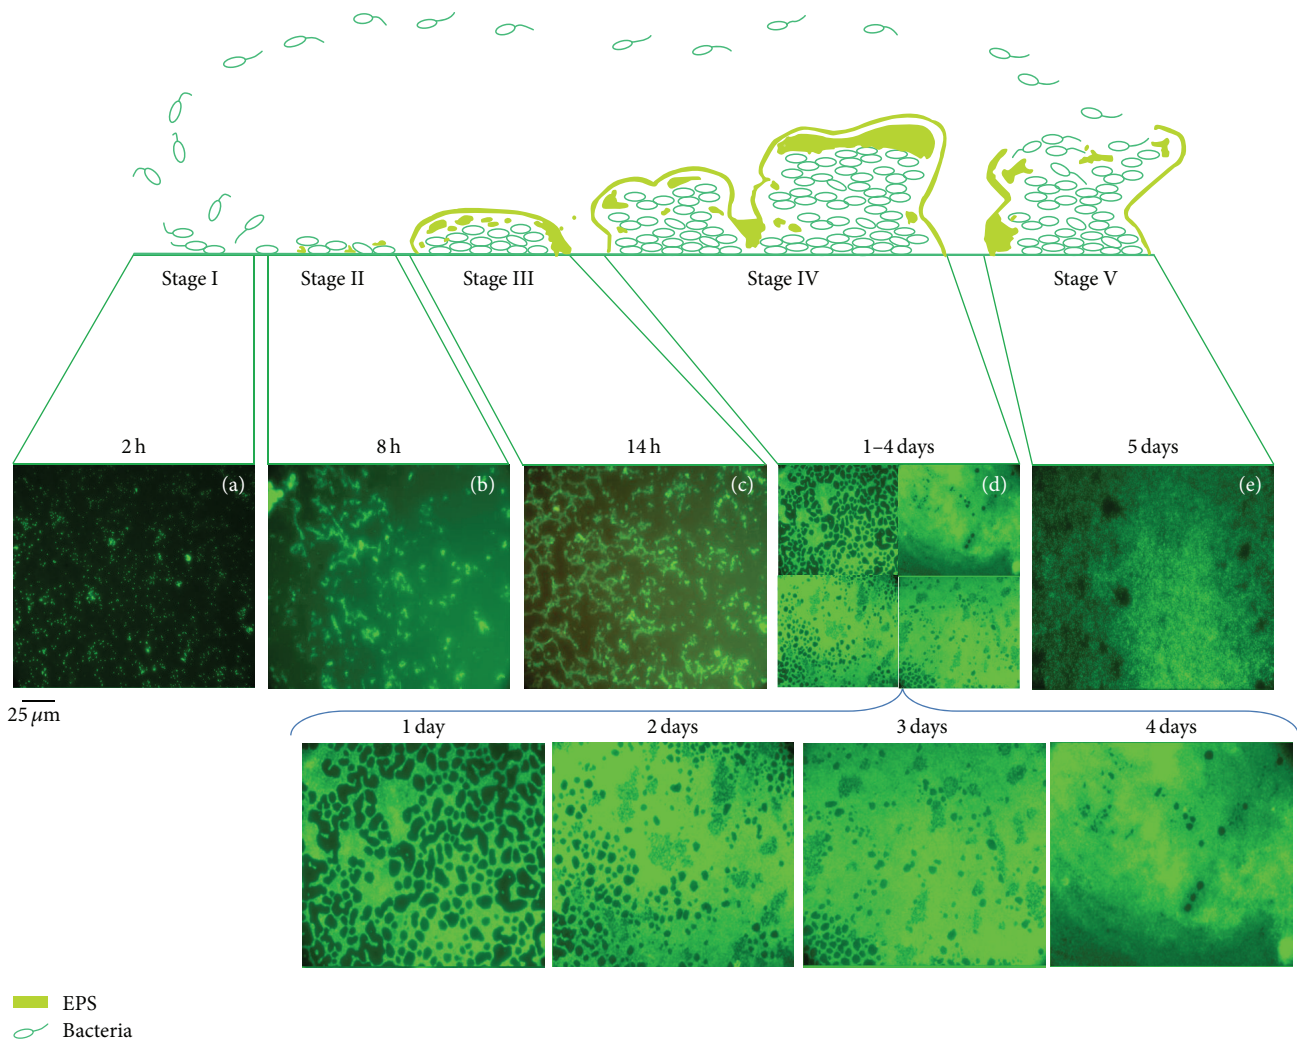 Stage I
Stage II
Stage III
Stage IV
Stage V
2 h
8 h
14 h
1–4 days
5 days
(a)
(b)
(c)
(d)
(e)
25 μm
1 day
2 days
3 days
4 days
EPS
Bacteria